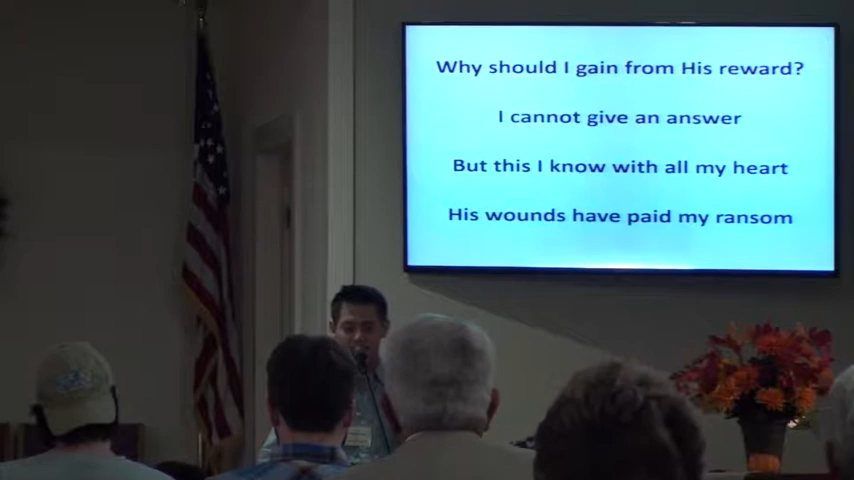 Why should I gain from His reward?
I cannot give an answer
But this I know with all my heart
His wounds have paid my ransom